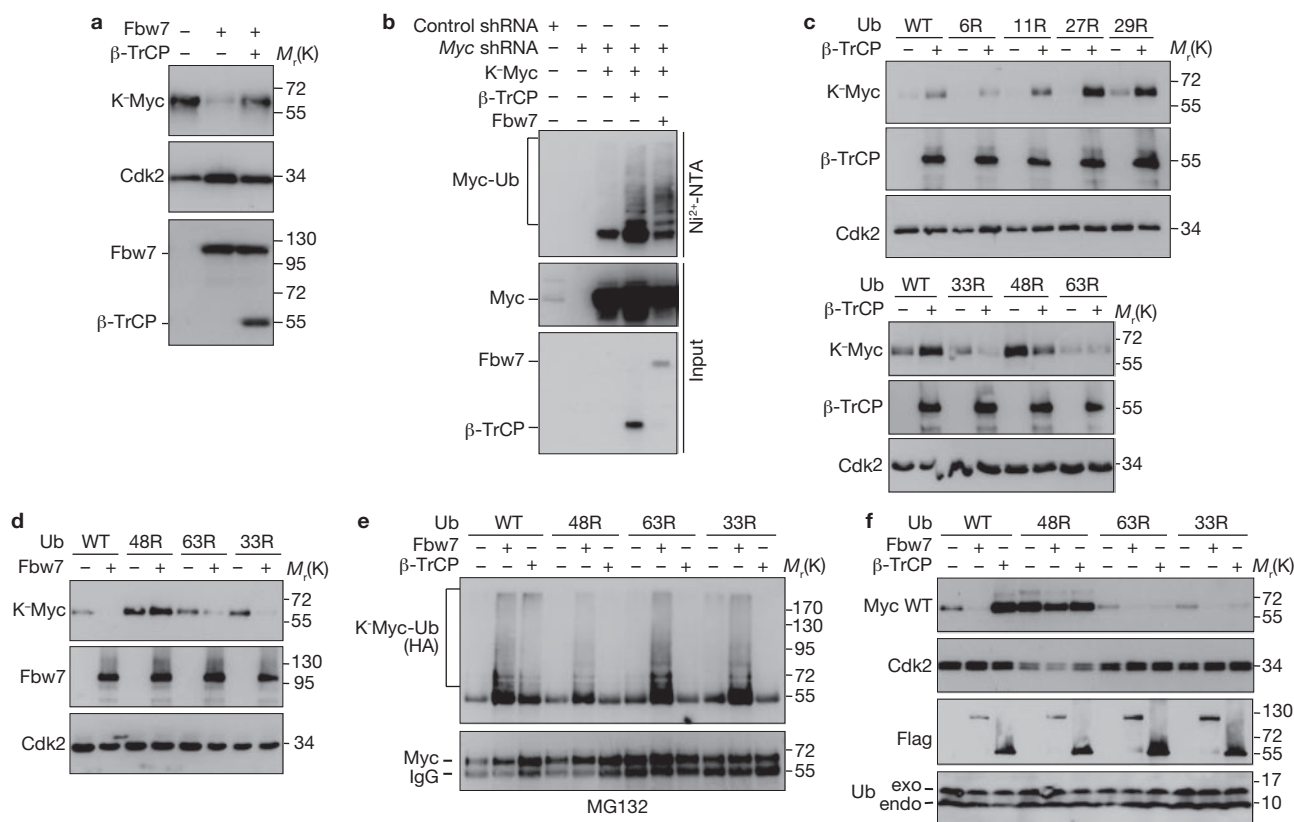 a
Fbw7 – + +
β-TrCP – – + Mr(K)
K–Myc
72
55
Cdk2
34
Fbw7
130
95
72
β-TrCP
55
b
Control shRNA + – – – –
Myc shRNA – + + + +
K–Myc – – + + +
β-TrCP – – – + –
Fbw7 – – – – +
Myc-Ub
Ni2+-NTA
Myc
Fbw7
β-TrCP
Input
c
Ub WT 6R 11R 27R 29R
β-TrCP – + – + – + – + – + Mr(K)
K–Myc
72
55
β-TrCP
55
Cdk2
34
Ub WT 33R 48R 63R
β-TrCP – + – + – + – + Mr(K)
K–Myc
72
55
β-TrCP
55
Cdk2
34
d
Ub WT 48R 63R 33R
Fbw7 – + – + – + – + Mr(K)
K–Myc
72
55
Fbw7
130
95
Cdk2
34
e
Ub WT 48R 63R 33R
Fbw7 – + – – + – – + – – + –
β-TrCP – – + – – + – – + – – + Mr(K)
K–Myc-Ub
(HA)
170
130
95
72
55
Myc
IgG
72
55
MG132
f
Ub WT 48R 63R 33R
Fbw7 – + – – + – – + – – + –
β-TrCP – – + – – + – – + – – + Mr(K)
Myc WT
72
55
Cdk2
34
Flag
130
72
55
Ub exo
endo
17
10